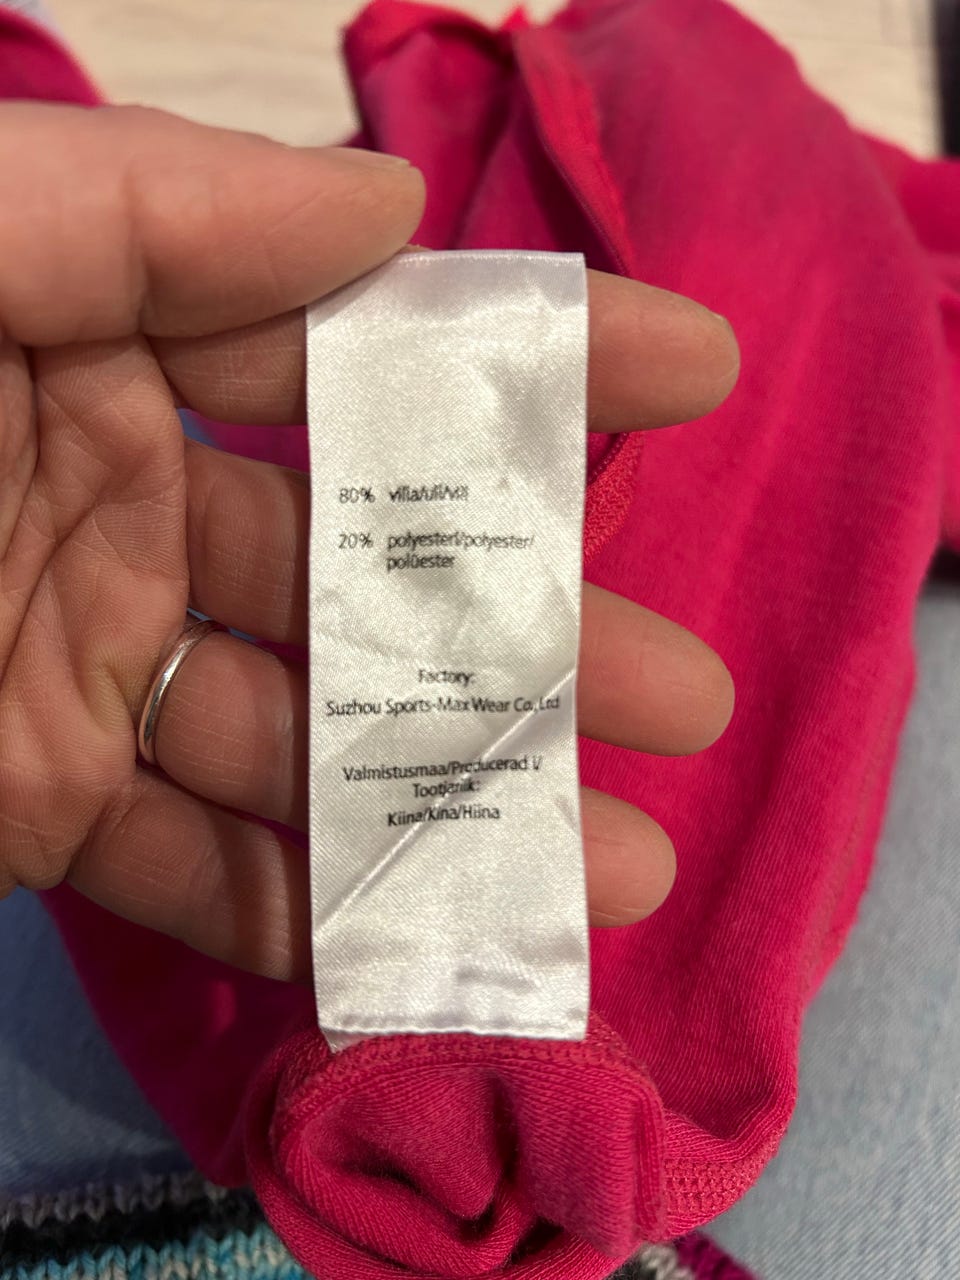 80% villa/ull/vill
20% polyesteri/polyester/
polüester
Factory:
Suzhou Sports-Max Wear Co., Ltd
Valmistusmaa/Producerad i/
Tootjariik:
Kiina/Kina/Hiina